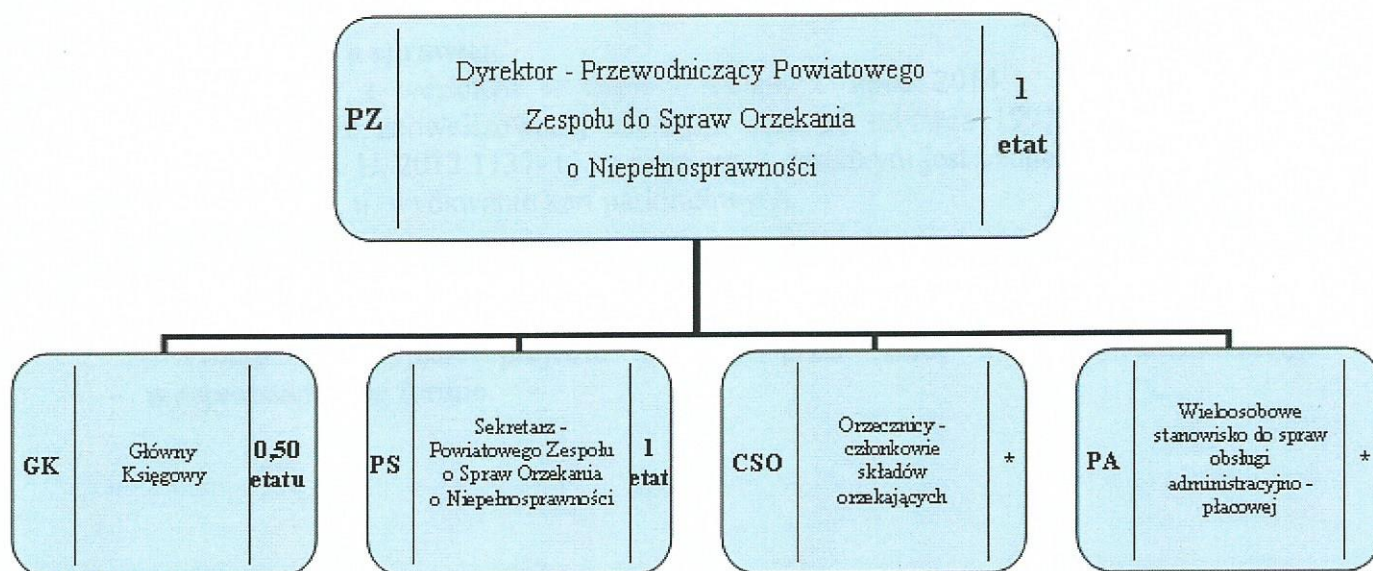 PZ
Dyrektor - Przewodniczący Powiatowego
Zespołu do Spraw Orzekania
o Niepełnosprawności
1
etat
GK
Główny
Księgowy
0,50
etatu
PS
Sekretarz -
Powiatowego Zespołu
o Spraw Orzekania
o Niepełnosprawności
1
etat
CSO
Orzecznicy -
członkowie
składów
orzekających
*
PA
Wieloosobowe
stanowisko do spraw
obsługi
administracyjno -
płacowej
*